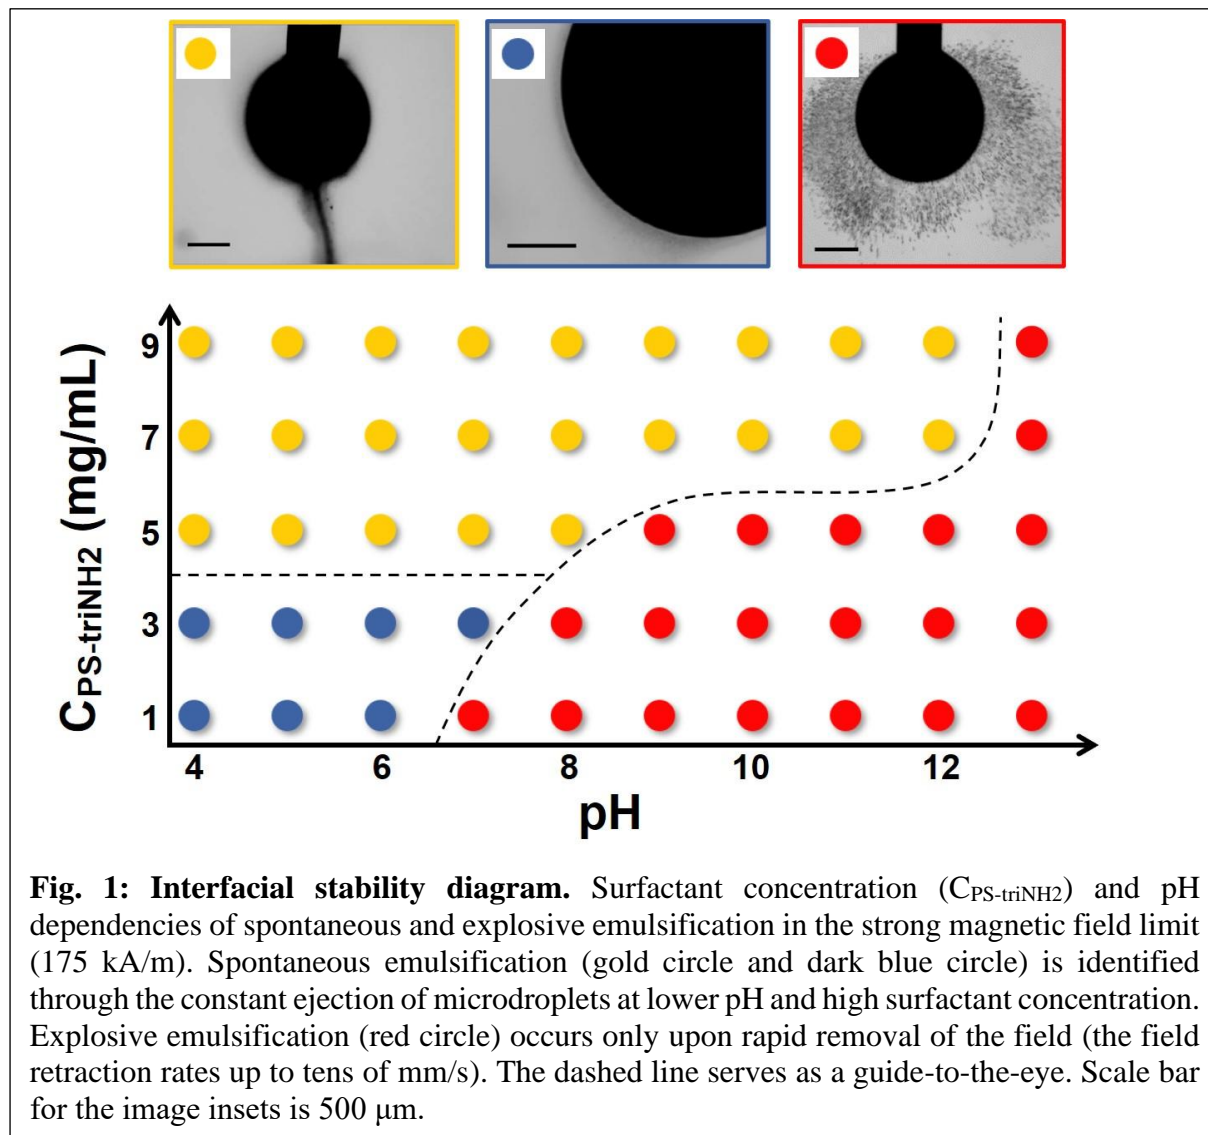 9
7
5
3
1
CPS-triNH2 (mg/mL)
4 6 8 10 12
pH
Fig. 1: Interfacial stability diagram. Surfactant concentration (CPS-triNH2) and pH
dependencies of spontaneous and explosive emulsification in the strong magnetic field limit
(175 kA/m). Spontaneous emulsification (gold circle and dark blue circle) is identified
through the constant ejection of microdroplets at lower pH and high surfactant concentration.
Explosive emulsification (red circle) occurs only upon rapid removal of the field (the field
retraction rates up to tens of mm/s). The dashed line serves as a guide-to-the-eye. Scale bar
for the image insets is 500 μm.